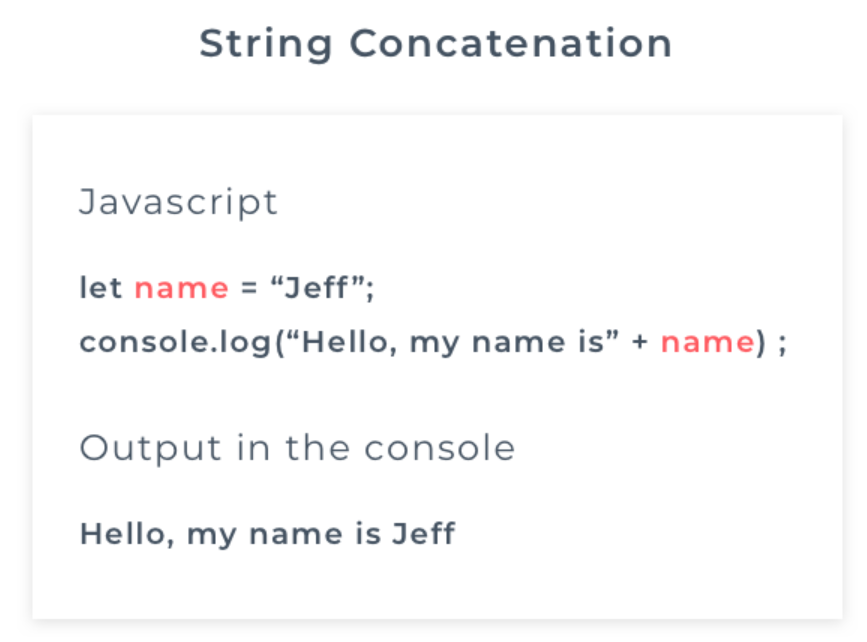 String Concatenation
Javascript
let name = “Jeff”;
console.log(“Hello, my name is” + name) ;
Output in the console
Hello, my name is Jeff